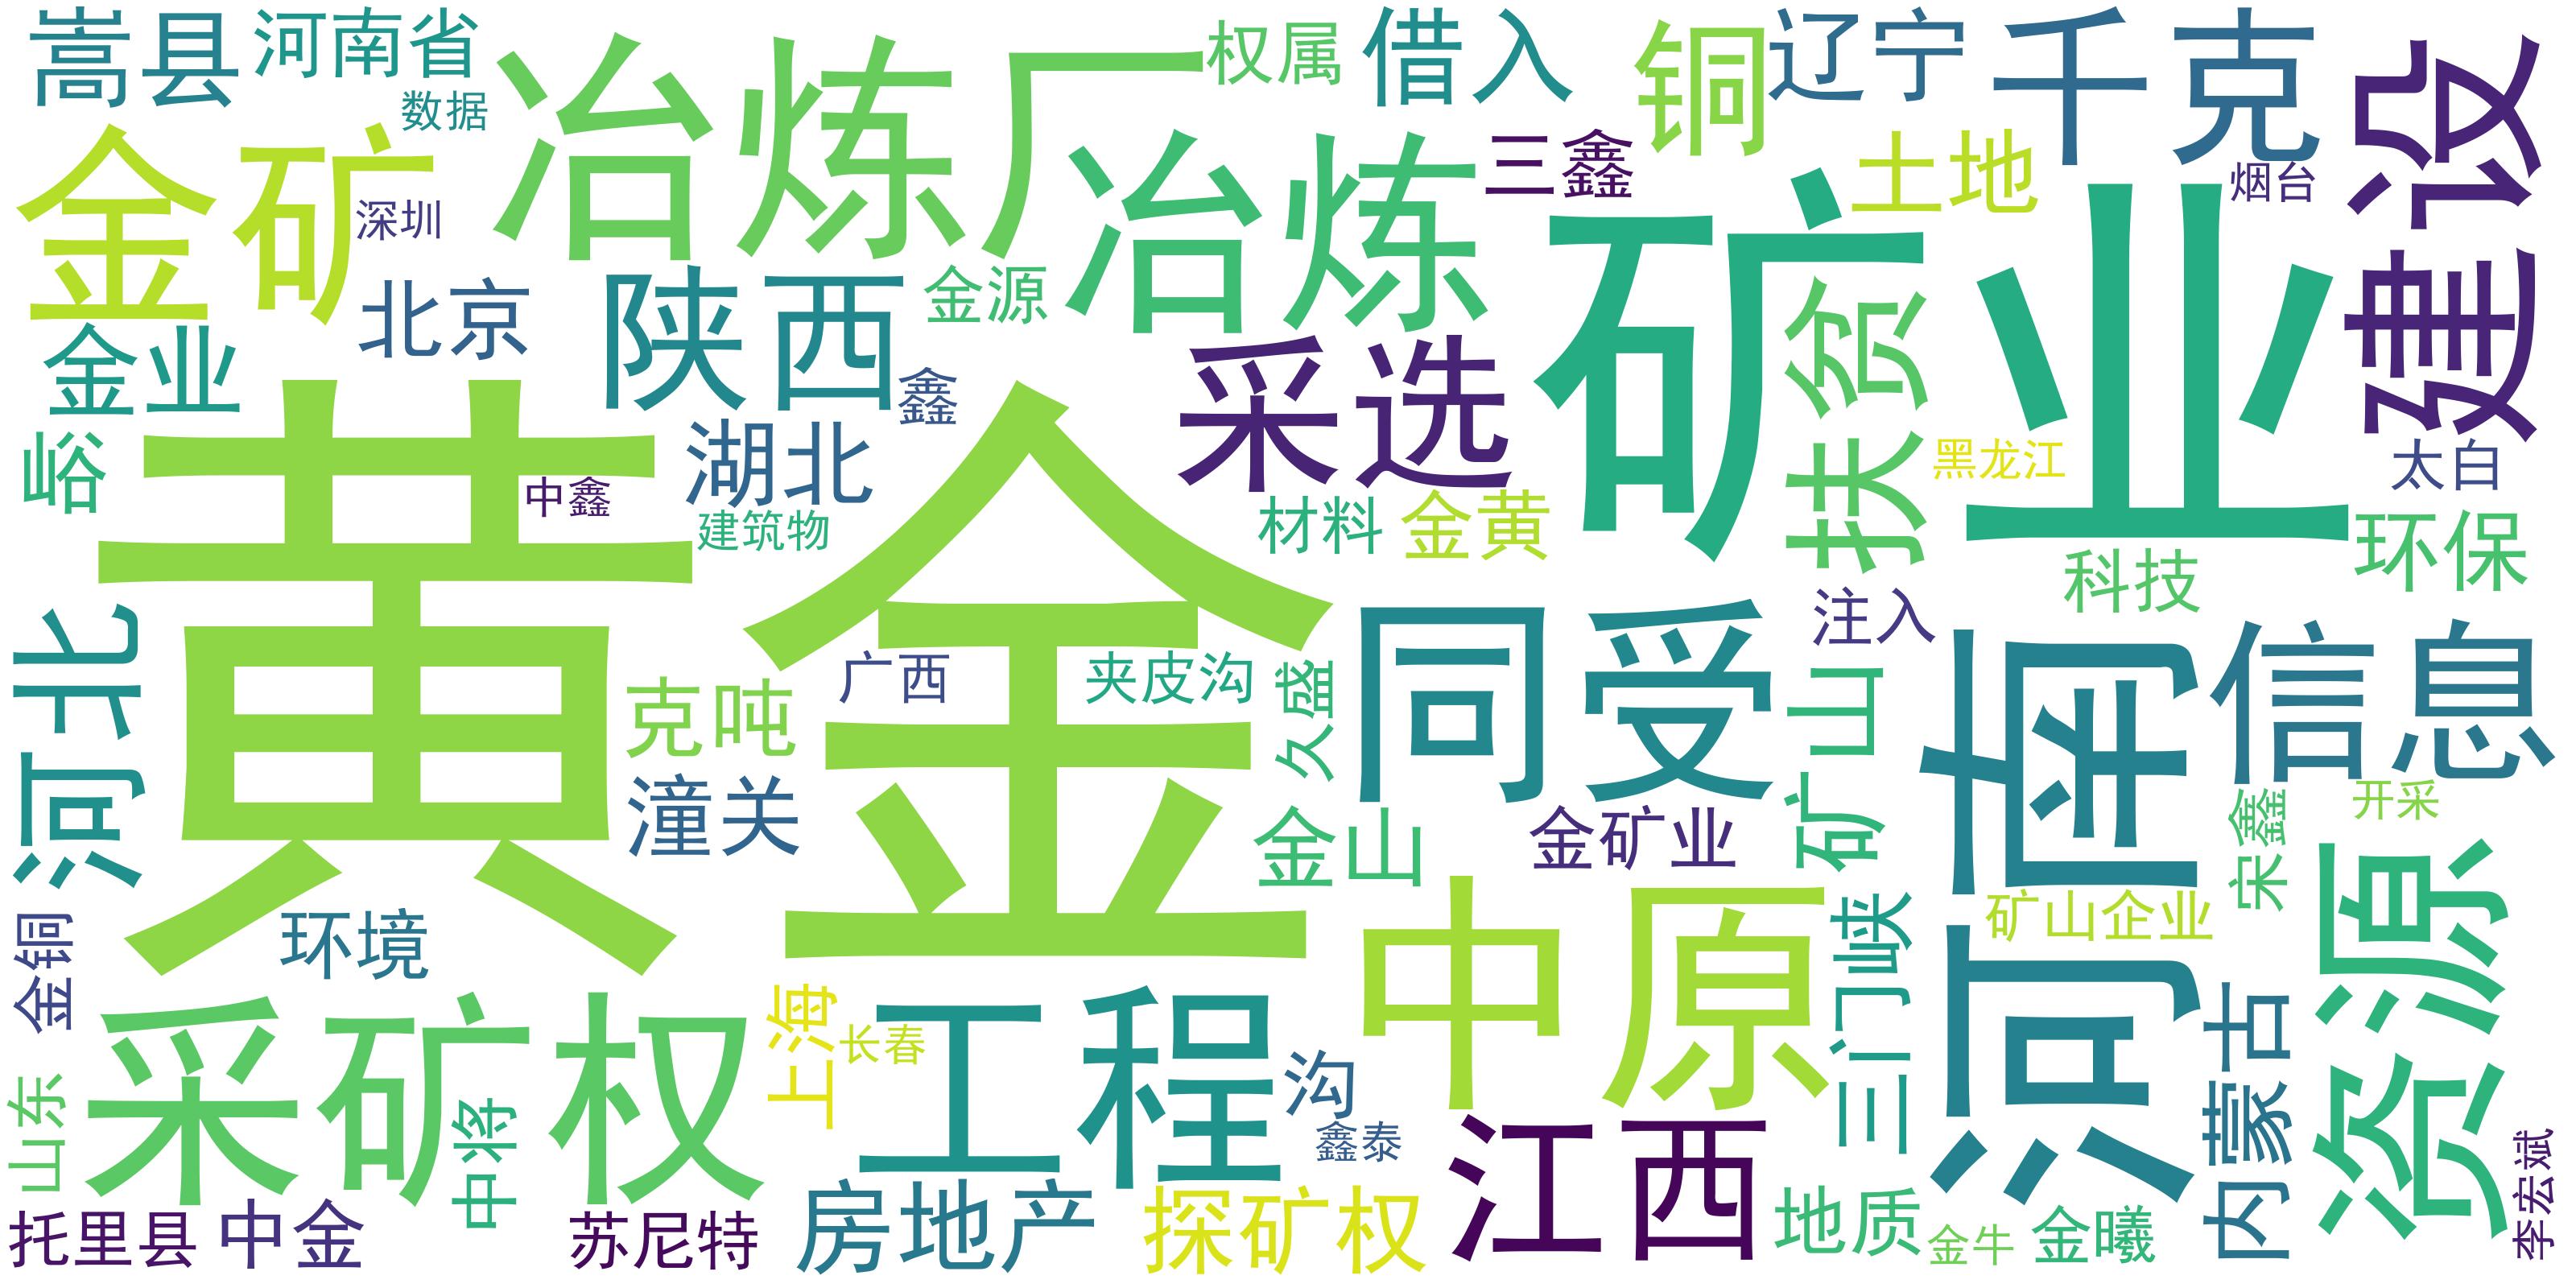 嵩县
河南省
数据
冶炼厂
权属
借入
铜
辽宁
千克
建设
金矿
深圳
冶炼
三鑫
矿业
土地
烟台
北京
陕西
金源
金业
鑫
采选
扶贫
黑龙江
太白
峪
黄金
中鑫
湖北
建筑物
材料
金黄
科技
环保
注入
河北
广西
夹皮沟
久盛
同受
矿山
河南
信息
克吨
潼关
金山
金矿业
宋鑫
开采
资源
金铜
环境
中原
三门峡
矿山企业
采矿权
上海
长春
工程
沟
鑫泰
江西
内蒙古
山东
中将
托里县
中金
苏尼特
房地产
探矿权
地质
金牛
金曦
李宏斌